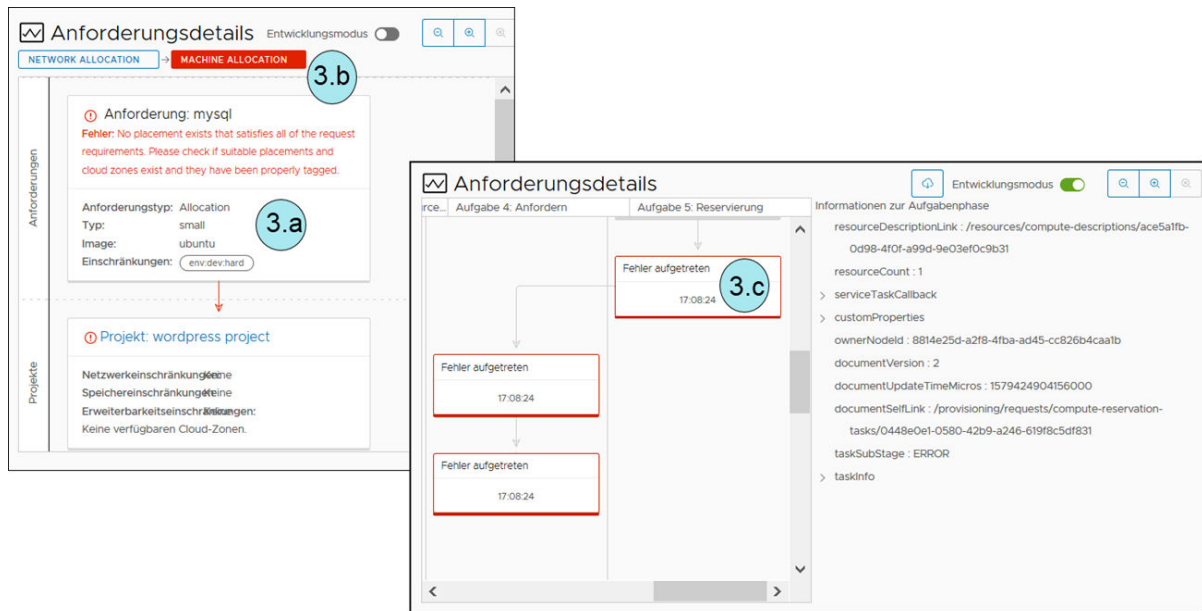 Anforderungsdetails Entwicklungsmodus
NETWORK ALLOCATION
MACHINE ALLOCATION
3.b
Anforderungen
Anforderung: mysql
Fehler: No placement exists that satisfies all of the request
requirements. Please check if suitable placements and
cloud zones exist and they have been properly tagged.
Anforderungstyp: Allocation
Typ: small
Image: ubuntu
Einschränkungen: env:dev:hard
3.a
Projekte
Projekt: wordpress project
Netzwerkeinschränkungen: Keine
Speichereinschränkungen: Keine
Erweiterbarkeitseinschränkungen:
Keine verfügbaren Cloud-Zonen.
Anforderungsdetails Entwicklungsmodus
Aufgabe 4: Anfordern
Aufgabe 5: Reservierung
Fehler aufgetreten
17:08:24
3.c
Fehler aufgetreten
17:08:24
Fehler aufgetreten
17:08:24
Informationen zur Aufgabenphase
resourceDescriptionLink : /resources/compute-descriptions/ace5a1fb-
0d98-4f0f-a99d-9e03ef0c9b31
resourceCount : 1
serviceTaskCallback
customProperties
ownerNodeId : 8814e25d-a2f8-4fba-ad45-cc826b4caa1b
documentVersion : 2
documentUpdateTimeMicros : 1579424904156000
documentSelfLink : /provisioning/requests/compute-reservation-
tasks/0448e0e1-0580-42b9-a246-619f8c5df831
taskSubStage : ERROR
taskInfo